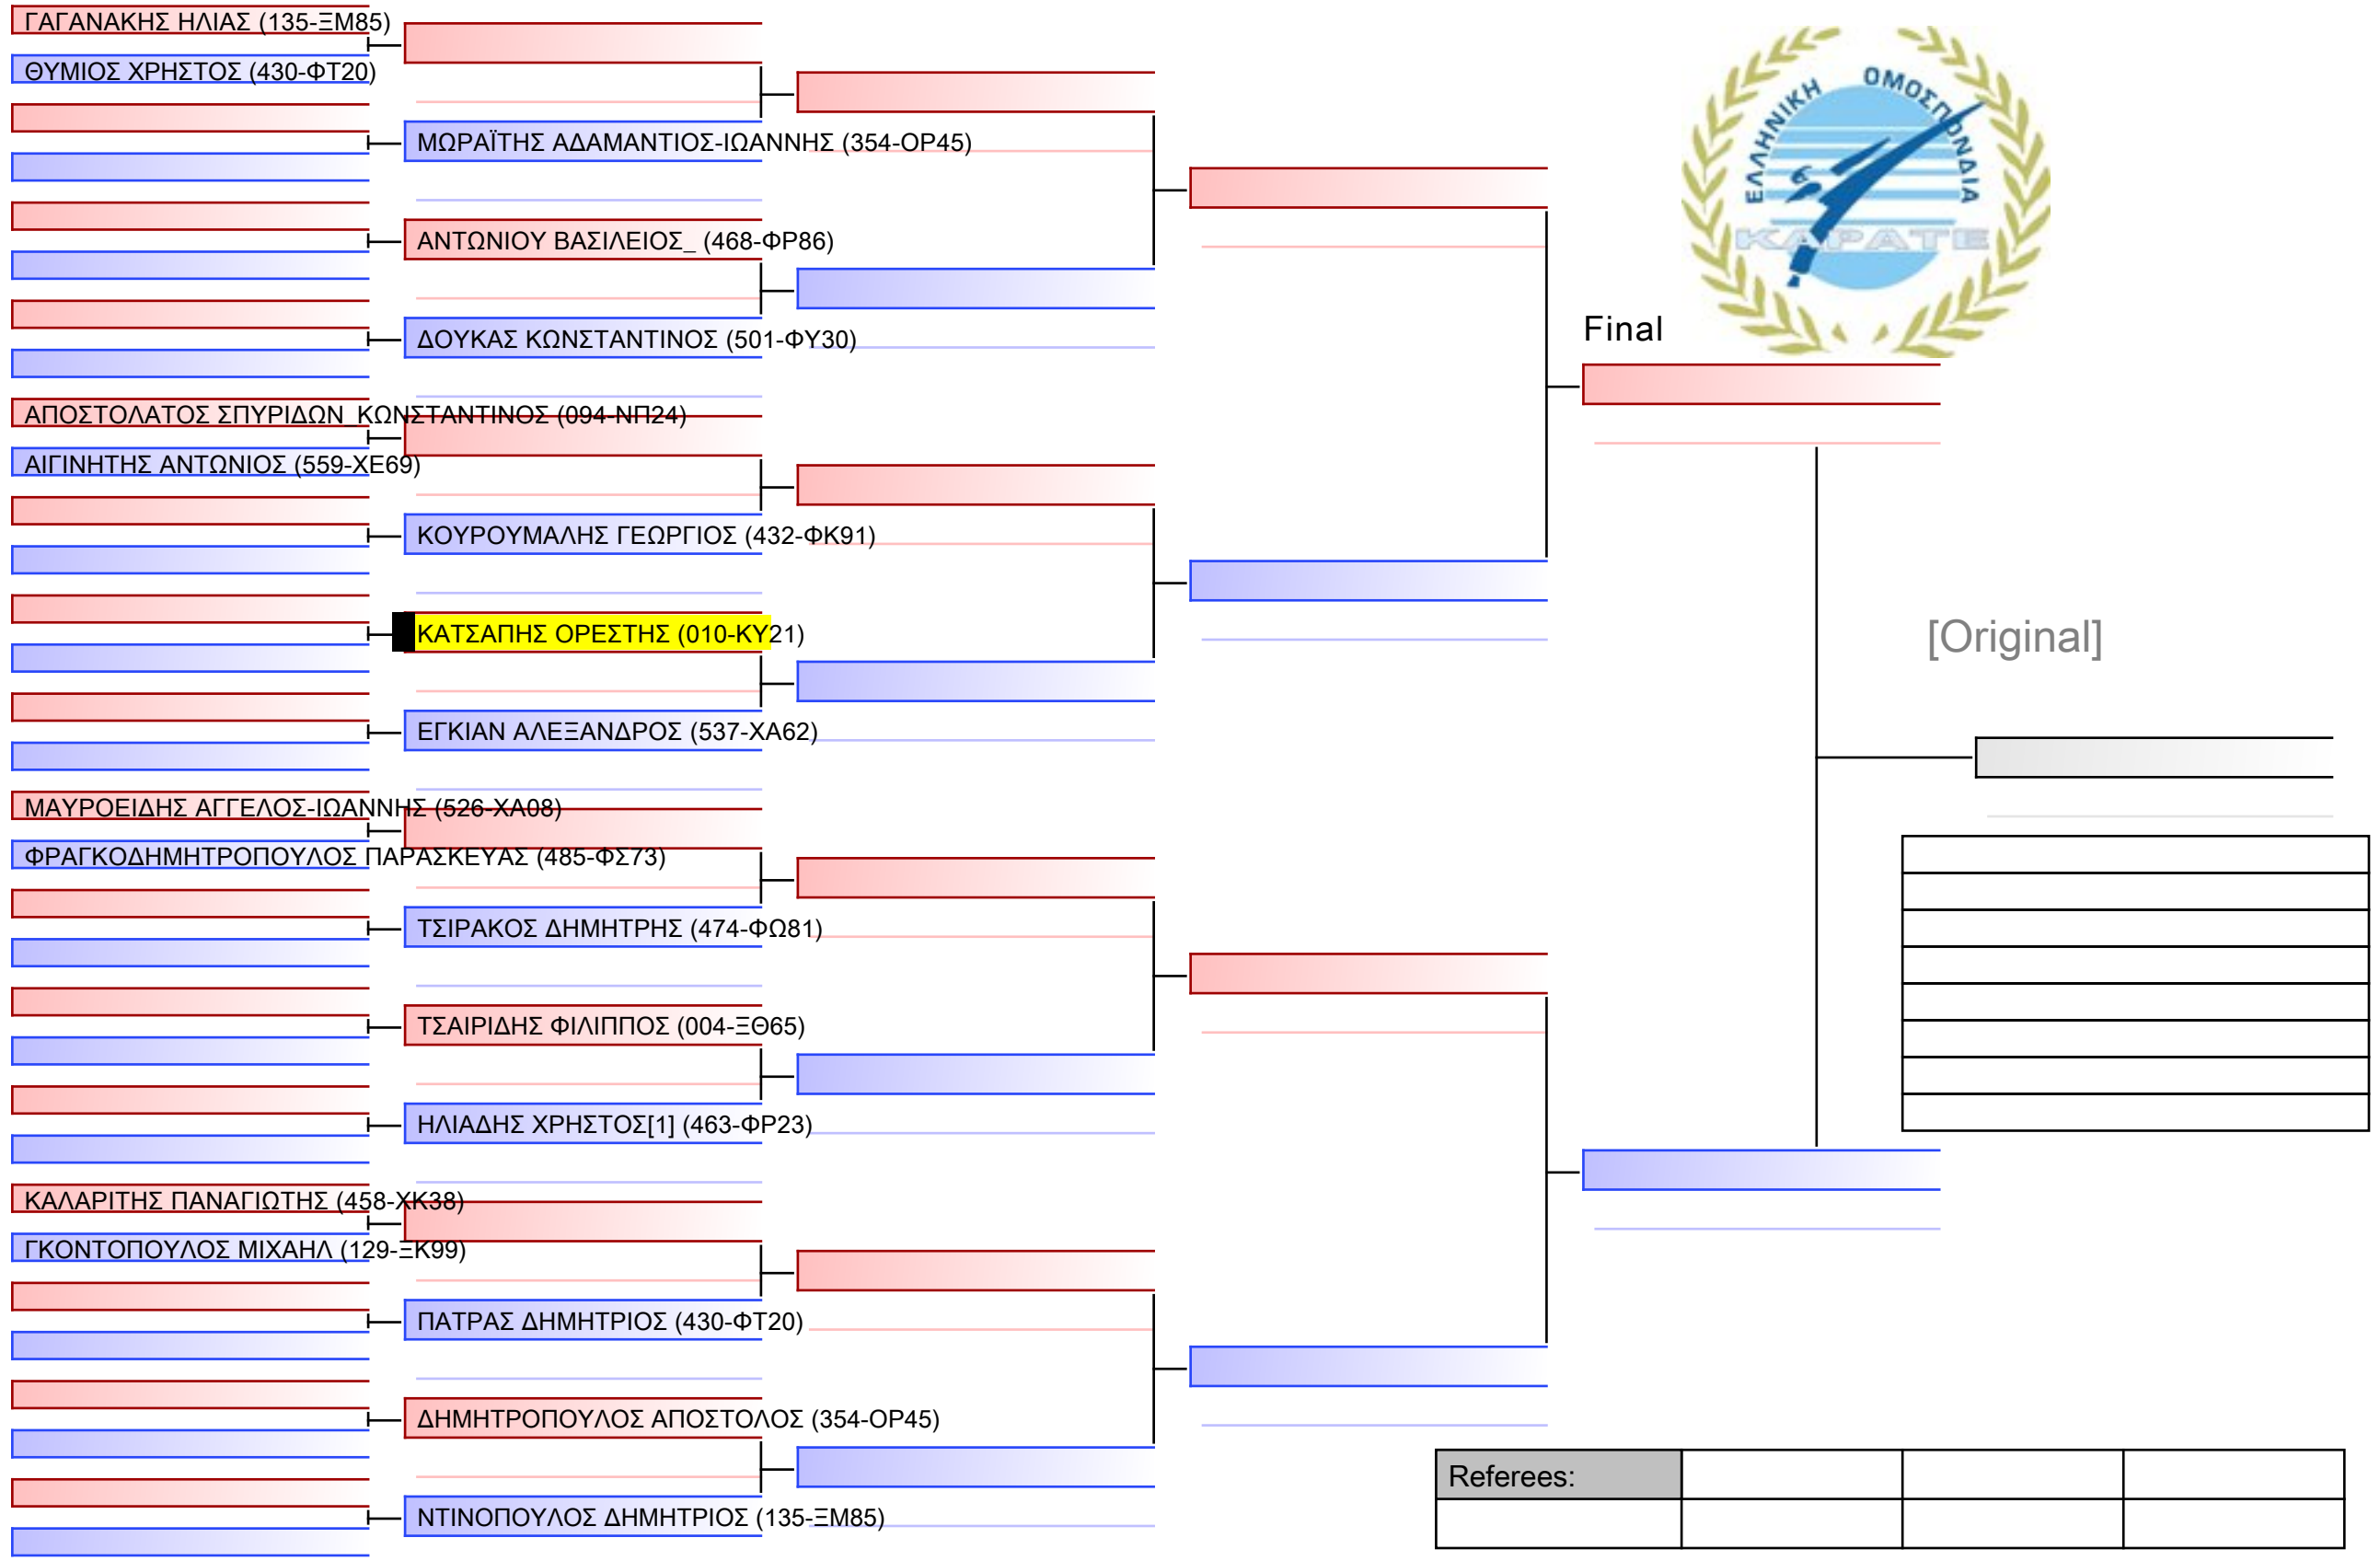 ΓΑΓΑΝΑΚΗΣ ΗΛΙΑΣ (135-ΞΜ85)
ΘΥΜΙΟΣ ΧΡΗΣΤΟΣ (430-ΦΤ20)
ΜΩΡΑΪΤΗΣ ΑΔΑΜΑΝΤΙΟΣ-ΙΩΑΝΝΗΣ (354-ΟΡ45)
ΑΝΤΩΝΙΟΥ ΒΑΣΙΛΕΙΟΣ_ (468-ΦΡ86)
ΔΟΥΚΑΣ ΚΩΝΣΤΑΝΤΙΝΟΣ (501-ΦΥ30)
ΑΠΟΣΤΟΛΑΤΟΣ ΣΠΥΡΙΔΩΝ_ΚΩΝΣΤΑΝΤΙΝΟΣ (094-ΝΠ24)
ΑΙΓΙΝΗΤΗΣ ΑΝΤΩΝΙΟΣ (559-ΧΕ69)
ΚΟΥΡΟΥΜΑΛΗΣ ΓΕΩΡΓΙΟΣ (432-ΦΚ91)
ΚΑΤΣΑΠΗΣ ΟΡΕΣΤΗΣ (010-ΚΥ21)
ΕΓΚΙΑΝ ΑΛΕΞΑΝΔΡΟΣ (537-ΧΑ62)
ΜΑΥΡΟΕΙΔΗΣ ΑΓΓΕΛΟΣ-ΙΩΑΝΝΗΣ (526-ΧΑ08)
ΦΡΑΓΚΟΔΗΜΗΤΡΟΠΟΥΛΟΣ ΠΑΡΑΣΚΕΥΑΣ (485-ΦΣ73)
ΤΣΙΡΑΚΟΣ ΔΗΜΗΤΡΗΣ (474-ΦΩ81)
ΤΣΑΙΡΙΔΗΣ ΦΙΛΙΠΠΟΣ (004-ΞΘ65)
ΗΛΙΑΔΗΣ ΧΡΗΣΤΟΣ[1] (463-ΦΡ23)
ΚΑΛΑΡΙΤΗΣ ΠΑΝΑΓΙΩΤΗΣ (458-ΧΚ38)
ΓΚΟΝΤΟΠΟΥΛΟΣ ΜΙΧΑΗΛ (129-ΞΚ99)
ΠΑΤΡΑΣ ΔΗΜΗΤΡΙΟΣ (430-ΦΤ20)
ΔΗΜΗΤΡΟΠΟΥΛΟΣ ΑΠΟΣΤΟΛΟΣ (354-ΟΡ45)
ΝΤΙΝΟΠΟΥΛΟΣ ΔΗΜΗΤΡΙΟΣ (135-ΞΜ85)
ΕΛΛΗΝΙΚΗ ΟΜΟΣΠΟΝΔΙΑ
ΚΑΡΑΤΕ
Final
[Original]
Referees: